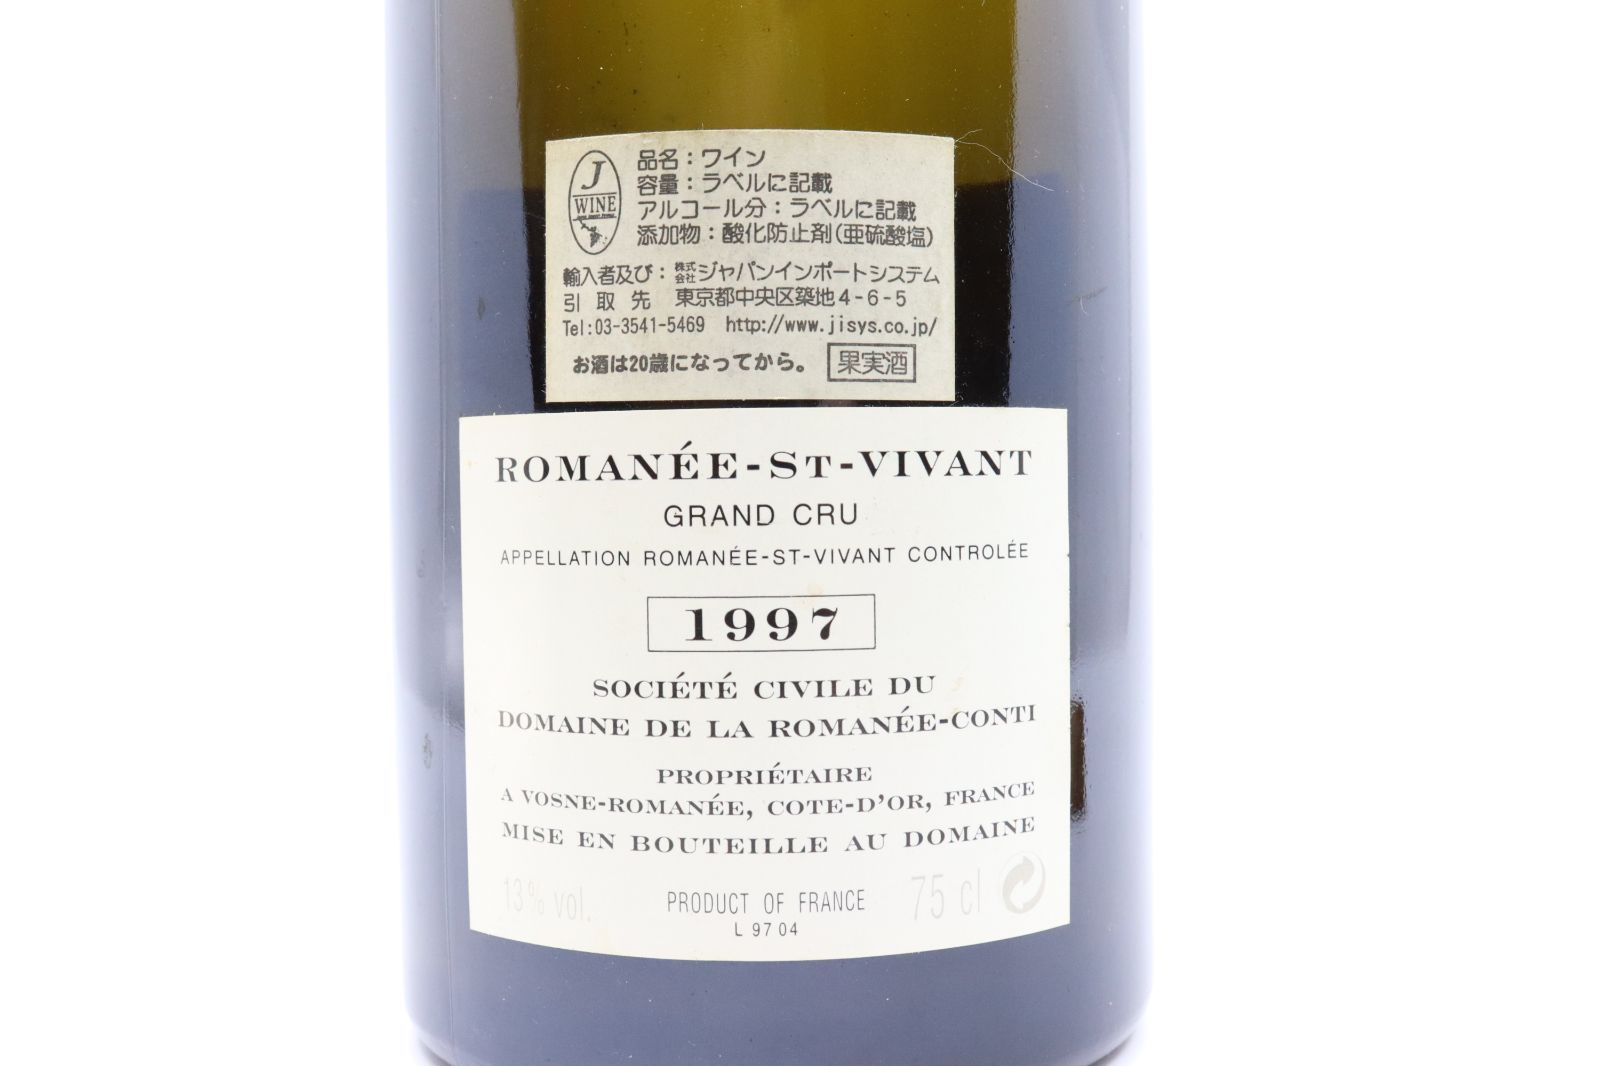 J
WINE
品名：ワイン
容量：ラベルに記載
アルコール分：ラベルに記載
添加物：酸化防止剤(亜硫酸塩)
輸入者及び：株式会社ジャパンインポートシステム
引取先 東京都中央区築地4-6-5
Tel:03-3541-5469 http://www.jisys.co.jp/
お酒は20歳になってから。 果実酒
ROMANÉE-ST-VIVANT
GRAND CRU
APPELLATION ROMANÉE-ST-VIVANT CONTROLÉE
1997
SOCIÉTÉ CIVILE DU
DOMAINE DE LA ROMANÉE-CONTI
PROPRIÉTAIRE
A VOSNE-ROMANÉE, COTE-D'OR, FRANCE
MISE EN BOUTEILLE AU DOMAINE
13% vol. PRODUCT OF FRANCE 75 cl
L 97 04